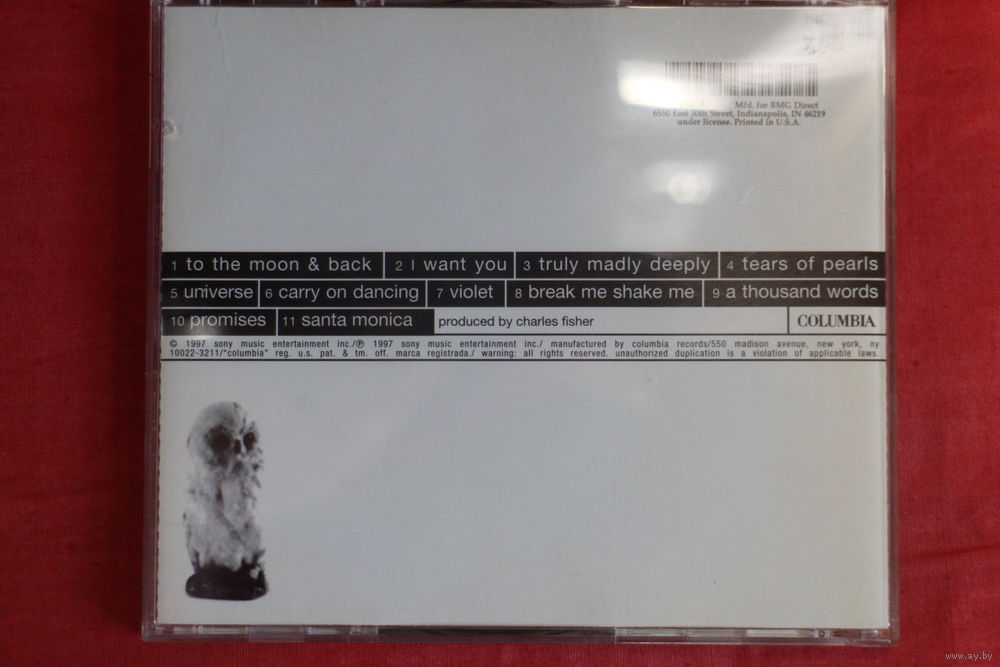 Mfd. for BMG Direct
6550 East 30th Street, Indianapolis, IN 46219
under license. Printed in U.S.A.
1 to the moon & back 2 I want you 3 truly madly deeply 4 tears of pearls
5 universe 6 carry on dancing 7 violet 8 break me shake me 9 a thousand words
10 promises 11 santa monica produced by charles fisher COLUMBIA
© 1997 sony music entertainment inc./℗ 1997 sony music entertainment inc./ manufactured by columbia records/550 madison avenue, new york, ny
10022-3211/"columbia" reg. u.s. pat. & tm. off. marca registrada./ warning: all rights reserved. unauthorized duplication is a violation of applicable laws.
www.ay.by